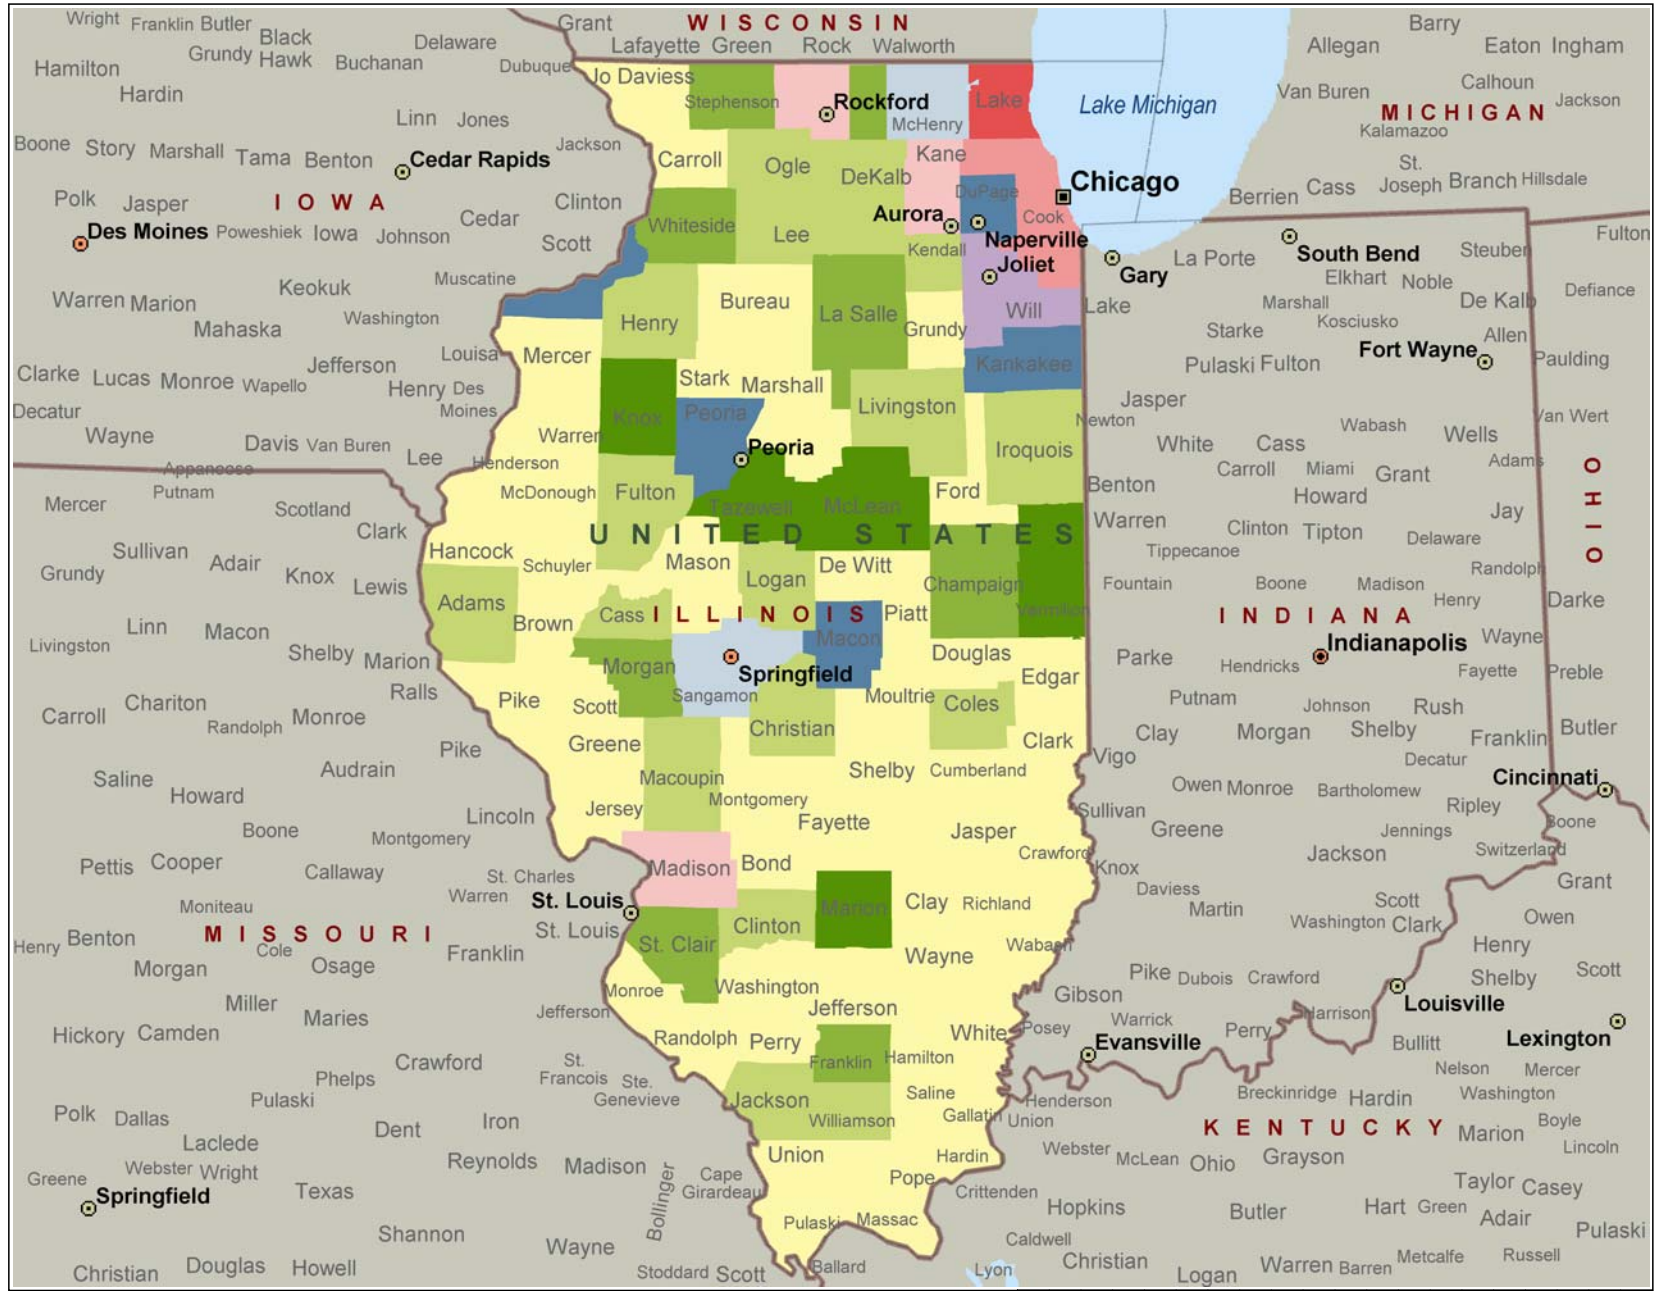 Wright Franklin Butler Black Hawk Delaware Grant WISCONSIN Barry
Grundy Buchanan Dubuque Lafayette Green Rock Walworth Allegan Eaton Ingham
Hamilton Jo Daviess Stephenson Rockford Lake Lake Michigan Van Buren Calhoun Jackson
Hardin Linn Jones McHenry MICHIGAN
Kalamazoo
Boone Story Marshall Tama Benton Cedar Rapids Jackson Carroll Ogle DeKalb Kane St. Joseph Branch Hillsdale
Polk Jasper IOWA Clinton DuPage Chicago Berrien Cass
Des Moines Poweshiek Iowa Johnson Cedar Scott Whiteside Lee Aurora Cook Naperville South Bend Steuben Fulton
Muscatine Kendall Joliet Gary La Porte Elkhart Noble
Keokuk Bureau
Warren Marion Washington Henry La Salle Grundy Will Lake Marshall De Kalb Defiance
Mahaska Starke Kosciusko Allen
Louisa Mercer Kankakee Pulaski Fulton Fort Wayne Paulding
Clarke Lucas Monroe Wapello Jefferson Henry Des Moines Stark Marshall
Decatur Knox Peoria Livingston Newton Jasper Van Wert
Wayne Davis Van Buren Lee Warren Peoria Iroquois White Cass Wabash Wells
Appanoose Henderson Carroll Miami Grant Adams
Putnam McDonough Fulton Ford Benton Howard
Mercer Scotland Tazewell McLean OHIO
Clark UNITED STATES Warren Clinton Tipton Jay
Sullivan Adair Hancock Schuyler Mason De Witt Tippecanoe Delaware
Grundy Knox Lewis Logan Champaign Fountain Boone Madison Randolph
Adams Brown Cass ILLINOIS Piatt Vermilion INDIANA Henry Darke
Linn Macon Macon
Livingston Shelby Marion Morgan Springfield Douglas Parke Hendricks Indianapolis Wayne
Fayette Preble
Ralls Pike Scott Sangamon Moultrie Coles Edgar Putnam Johnson Rush
Carroll Chariton Randolph Monroe Christian Clay Morgan Shelby
Pike Greene Clark Vigo Decatur Franklin Butler
Saline Audrain Macoupin Shelby Cumberland Owen Monroe Bartholomew Cincinnati
Howard Jersey Montgomery Sullivan Ripley
Lincoln Fayette Jasper Greene Jennings Boone
Boone Montgomery Crawford Jackson Switzerland
Pettis Cooper Callaway St. Charles Madison Bond Knox
Warren Daviess Grant
Moniteau St. Louis Marion Clay Richland Martin Scott
St. Louis Clinton Washington Clark Owen
Henry Benton MISSOURI Cole Franklin St. Clair Wayne Wabash Henry
Morgan Osage Monroe Washington Pike Dubois Crawford Shelby Scott
Miller Maries Jefferson Jefferson Gibson Louisville
Hickory Camden Randolph Perry White Posey Warrick Perry Harrison Lexington
Crawford St. Francois Franklin Hamilton Evansville Bullitt
Phelps Ste. Genevieve Saline Nelson Mercer
Pulaski Jackson Henderson Breckinridge Hardin Washington
Polk Dallas Iron Williamson Gallatin Union KENTUCKY Marion Boyle
Laclede Dent Webster Lincoln
Greene Webster Wright Reynolds Madison Union Hardin McLean Ohio Grayson
Texas Bollinger Cape Girardeau Pope Crittenden Taylor Casey
Springfield Hopkins Butler Hart Green Adair
Shannon Pulaski Massac Caldwell Pulaski
Wayne Christian Warren Barren Metcalfe Russell
Christian Douglas Howell Stoddard Scott Ballard Lyon Logan